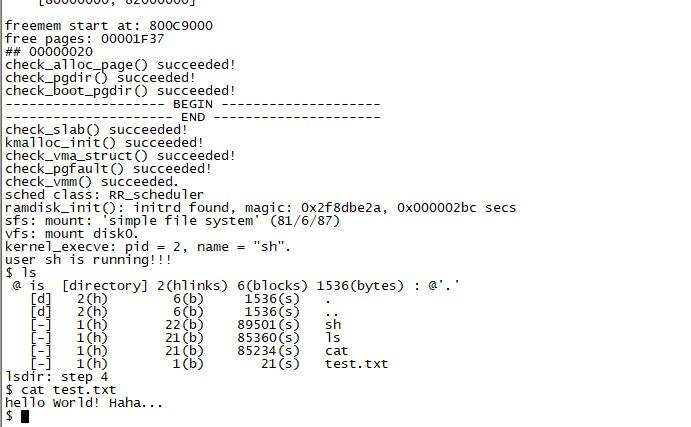 [80000000, 82000000]
freemem start at: 800C9000
free pages: 00001F37
## 00000020
check_alloc_page() succeeded!
check_pgdir() succeeded!
check_boot_pgdir() succeeded!
-------------------- BEGIN --------------------
-------------------- END --------------------
check_slab() succeeded!
kmalloc_init() succeeded!
check_vma_struct() succeeded!
check_pgfault() succeeded!
check_vmm() succeeded.
sched class: RR_scheduler
ramdisk_init(): initrd found, magic: 0x2f8dbe2a, 0x000002bc secs
sfs: mount: 'simple file system' (81/6/87)
vfs: mount disk0.
kernel_execve: pid = 2, name = "sh".
user sh is running!!!
$ ls
 @ is  [directory] 2(hlinks) 6(blocks) 1536(bytes) : @'.'
   [d]   2(h)       6(b)     1536(s)   .
   [d]   2(h)       6(b)     1536(s)   ..
   [-]   1(h)      22(b)    89501(s)   sh
   [-]   1(h)      21(b)    85360(s)   ls
   [-]   1(h)      21(b)    85234(s)   cat
   [-]   1(h)       1(b)       21(s)   test.txt
lsdir: step 4
$ cat test.txt
hello world! Haha...
$